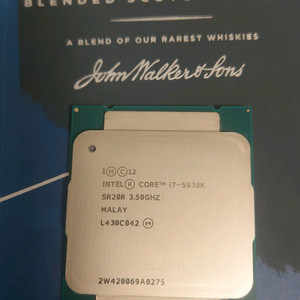 BLENDED SCOTCH
A BLEND OF OUR RAREST WHISKIES
John Walker & Sons
i Ⓜ Ⓒ 12
INTEL® CORE™ i7-5930K
SR20R 3.50GHZ
MALAY
L430C042 e4
2W420069A0275